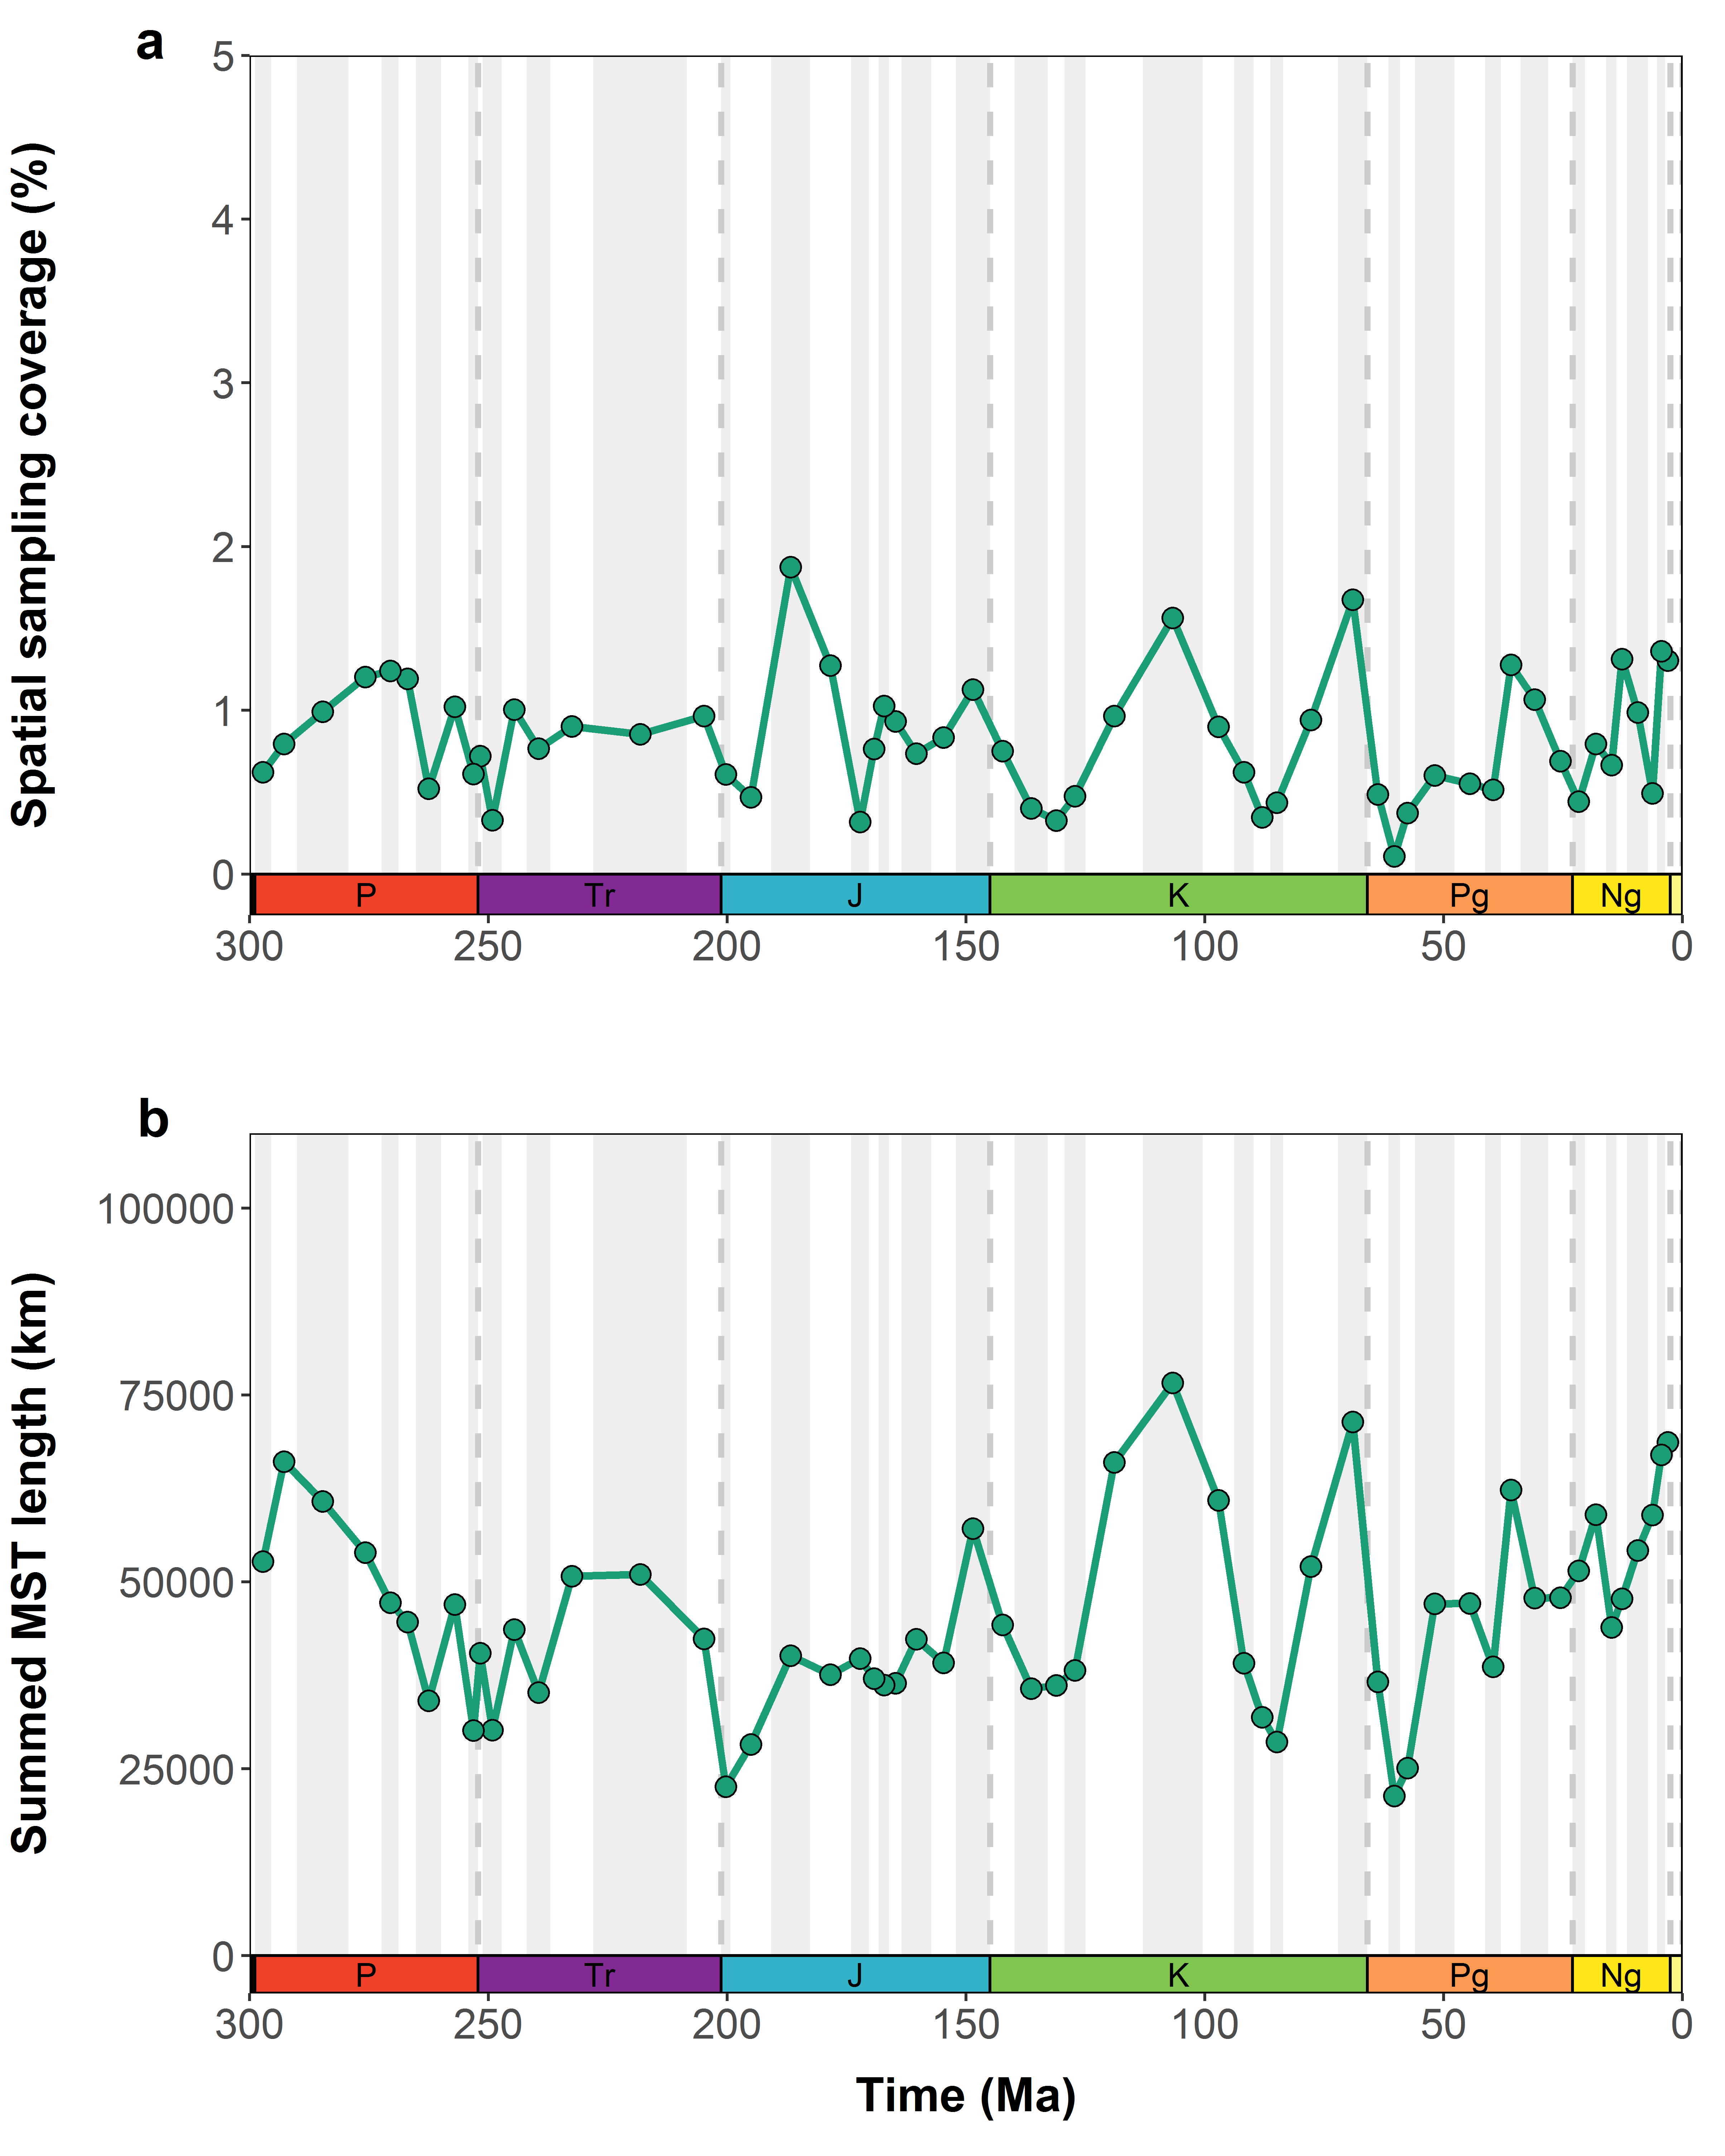 a
Spatial sampling coverage (%)
5
4
3
2
1
0
P Tr J K Pg Ng
300 250 200 150 100 50 0
b
Summed MST length (km)
100000
75000
50000
25000
0
P Tr J K Pg Ng
300 250 200 150 100 50 0
Time (Ma)